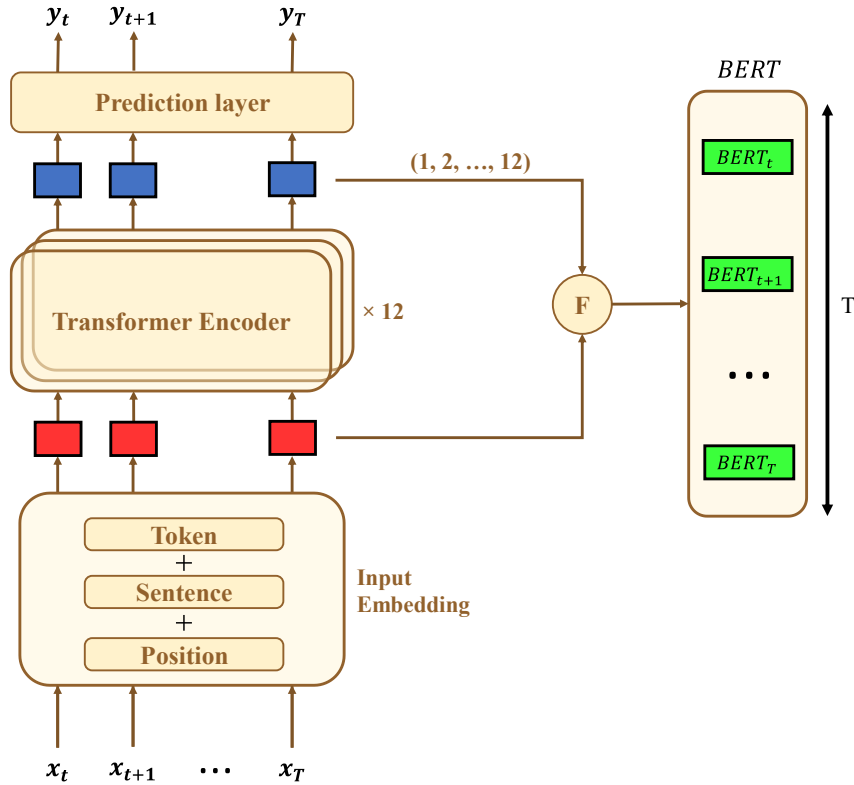 y_t y_{t+1} y_T
Prediction layer
(1, 2, …, 12)
Transformer Encoder
× 12
F
Token
+
Sentence
+
Position
Input
Embedding
x_t x_{t+1} … x_T
BERT
BERT_t
BERT_{t+1}
…
BERT_T
T